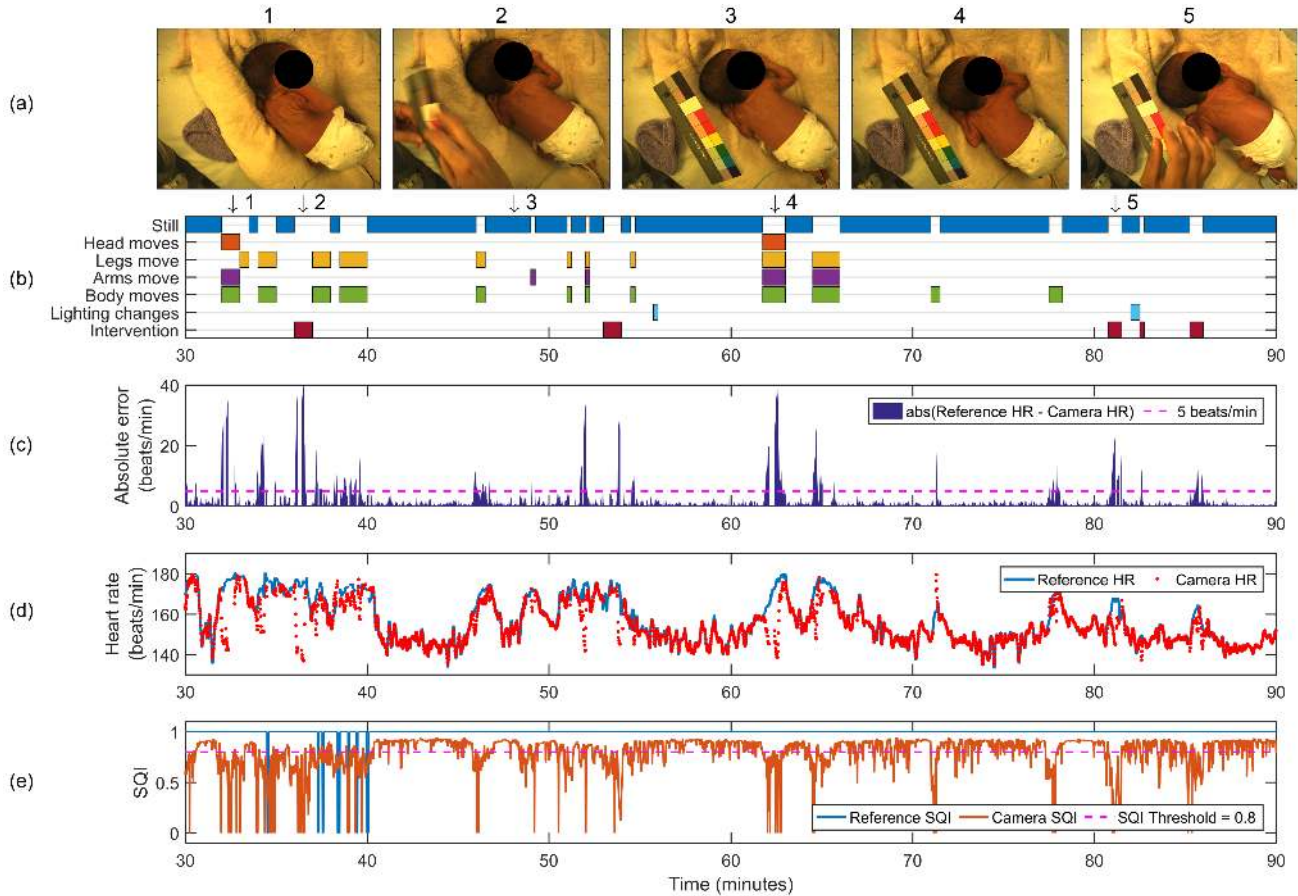 1 2 3 4 5
(a)
↓ 1 ↓ 2 ↓ 3 ↓ 4 ↓ 5
(b)
Still
Head moves
Legs move
Arms move
Body moves
Lighting changes
Intervention
30 40 50 60 70 80 90
(c)
Absolute error
(beats/min)
40
20
0
abs(Reference HR - Camera HR) 5 beats/min
30 40 50 60 70 80 90
(d)
Heart rate
(beats/min)
180
160
140
Reference HR Camera HR
30 40 50 60 70 80 90
(e)
SQI
1
0.5
0
Reference SQI Camera SQI SQI Threshold = 0.8
30 40 50 60 70 80 90
Time (minutes)